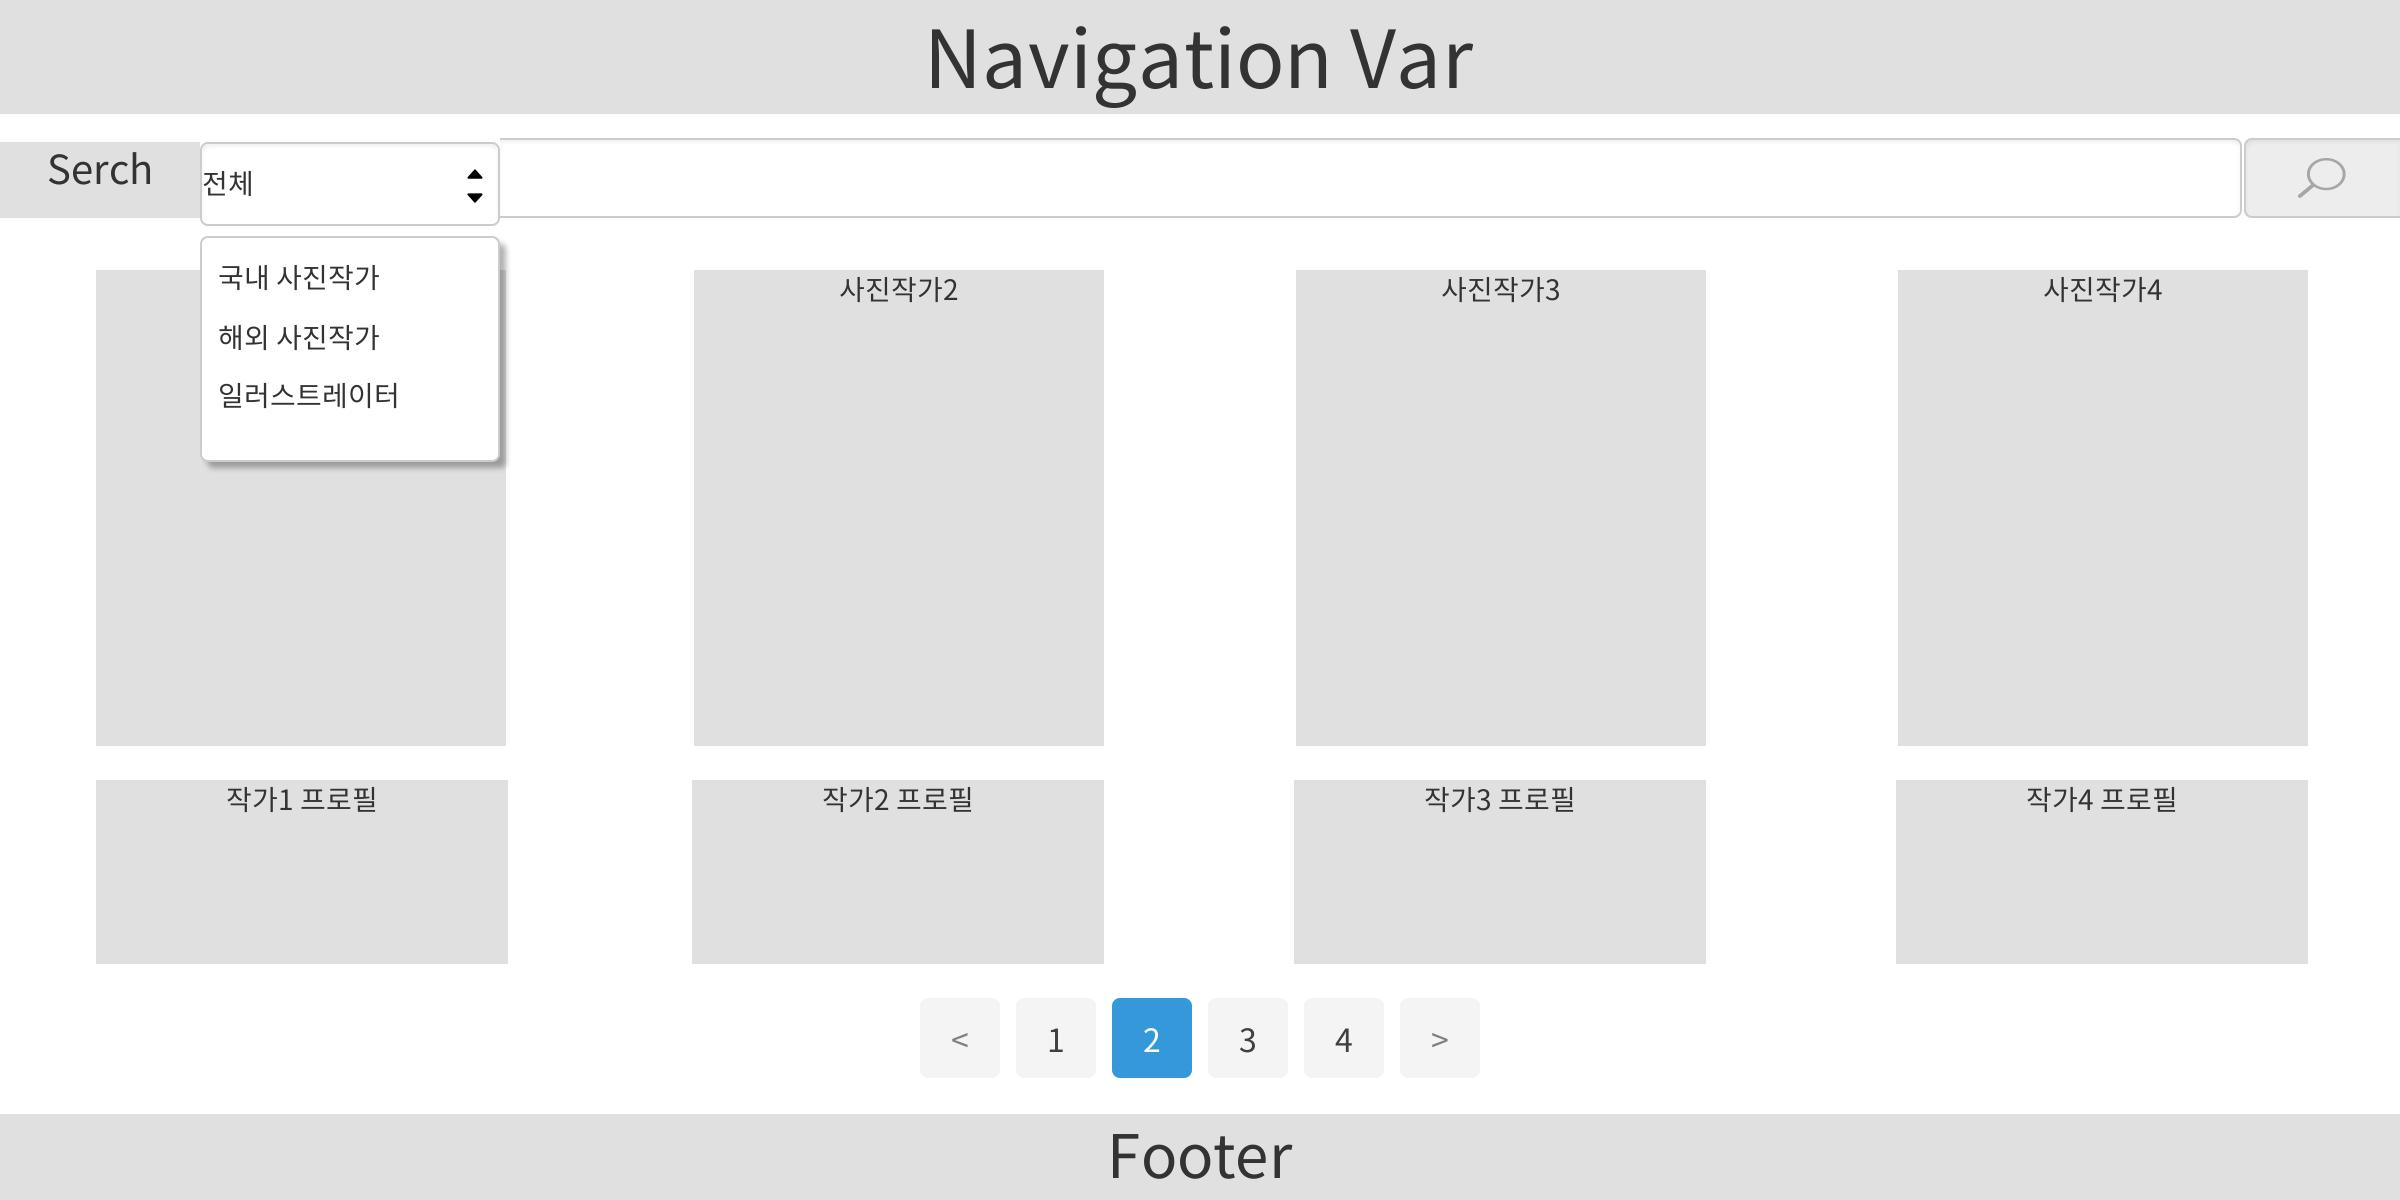 Navigation Var
Serch
전체
국내 사진작가
해외 사진작가
일러스트레이터
사진작가2
사진작가3
사진작가4
작가1 프로필
작가2 프로필
작가3 프로필
작가4 프로필
< 1 2 3 4 >
Footer